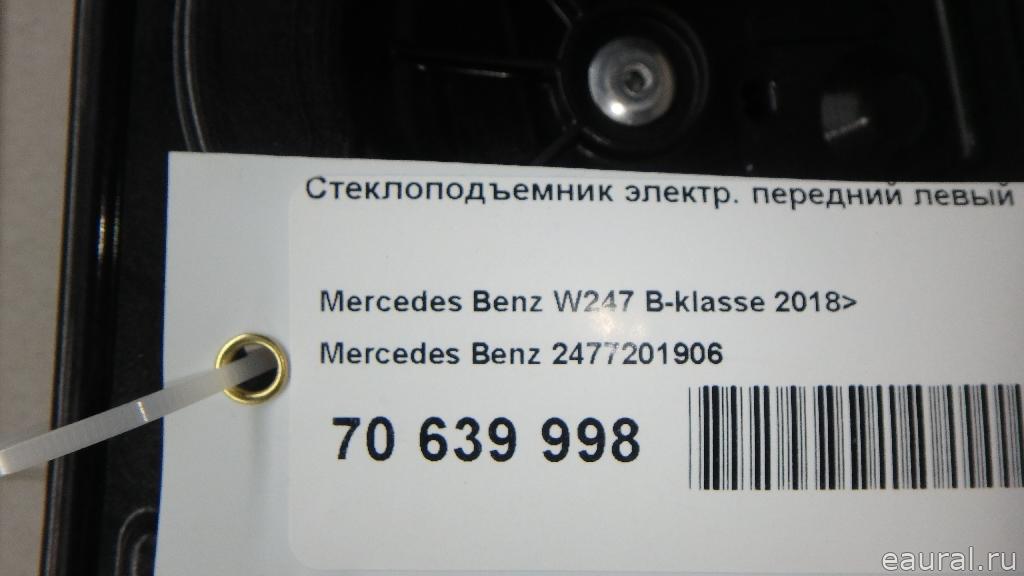 Стеклоподъемник электр. передний левый
Mercedes Benz W247 B-klasse 2018>
Mercedes Benz 2477201906
70 639 998
eaural.ru